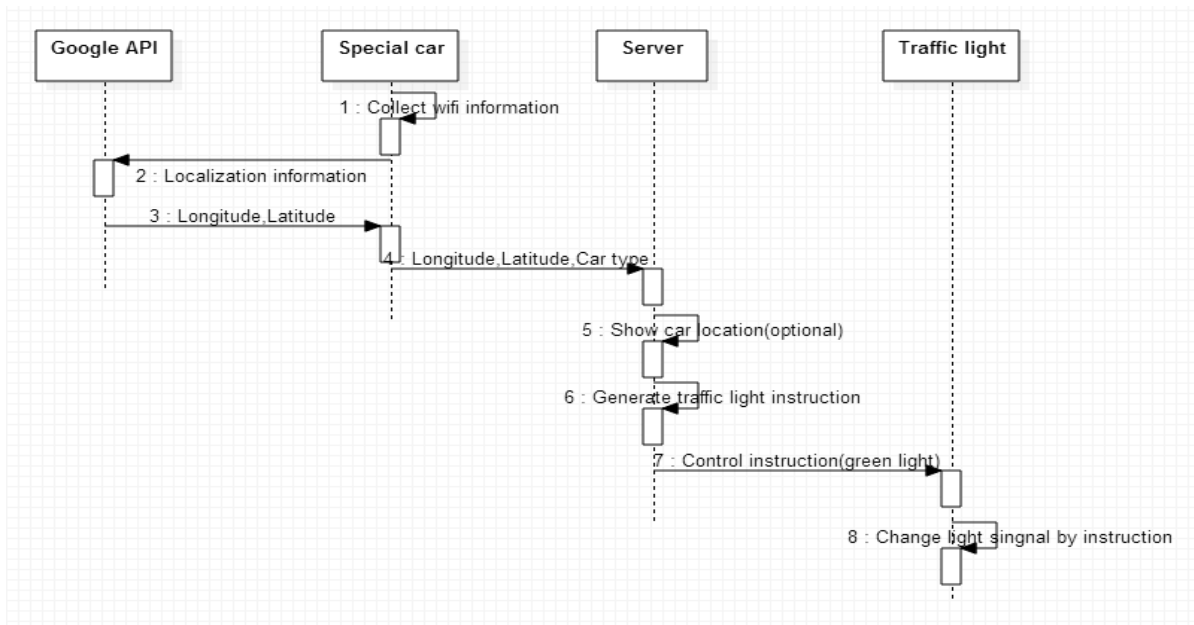 Google API
Special car
Server
Traffic light
1 : Collect wifi information
2 : Localization information
3 : Longitude,Latitude
4 : Longitude,Latitude,Car type
5 : Show car location(optional)
6 : Generate traffic light instruction
7 : Control instruction(green light)
8 : Change light singnal by instruction